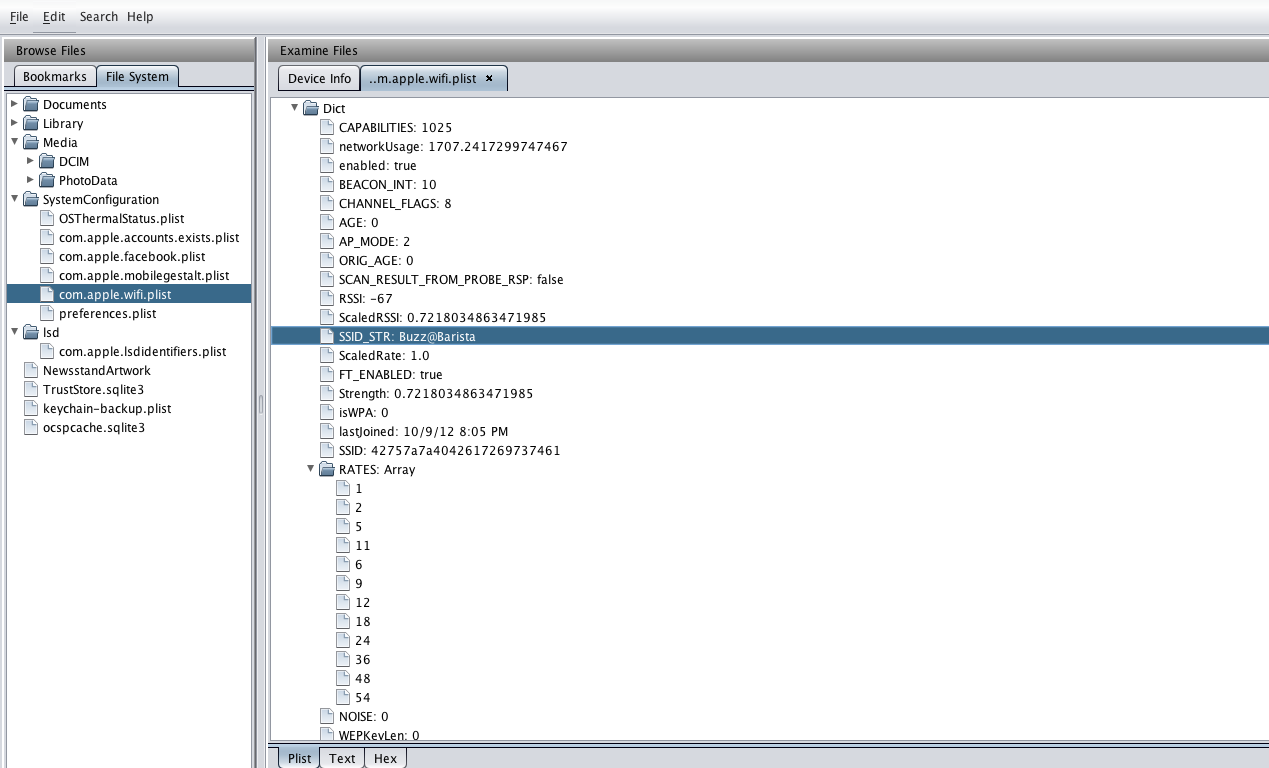 File Edit Search Help
Browse Files
Bookmarks File System
Documents
Library
Media
DCIM
PhotoData
SystemConfiguration
OSThermalStatus.plist
com.apple.accounts.exists.plist
com.apple.facebook.plist
com.apple.mobilegestalt.plist
com.apple.wifi.plist
preferences.plist
lsd
com.apple.lsdidentifiers.plist
NewsstandArtwork
TrustStore.sqlite3
keychain-backup.plist
ocspcache.sqlite3
Examine Files
Device Info ..m.apple.wifi.plist ×
Dict
CAPABILITIES: 1025
networkUsage: 1707.2417299747467
enabled: true
BEACON_INT: 10
CHANNEL_FLAGS: 8
AGE: 0
AP_MODE: 2
ORIG_AGE: 0
SCAN_RESULT_FROM_PROBE_RSP: false
RSSI: -67
ScaledRSSI: 0.7218034863471985
SSID_STR: Buzz@Barista
ScaledRate: 1.0
FT_ENABLED: true
Strength: 0.7218034863471985
isWPA: 0
lastJoined: 10/9/12 8:05 PM
SSID: 42757a7a4042617269737461
RATES: Array
1
2
5
11
6
9
12
18
24
36
48
54
NOISE: 0
WEPKeyLen: 0
Plist Text Hex